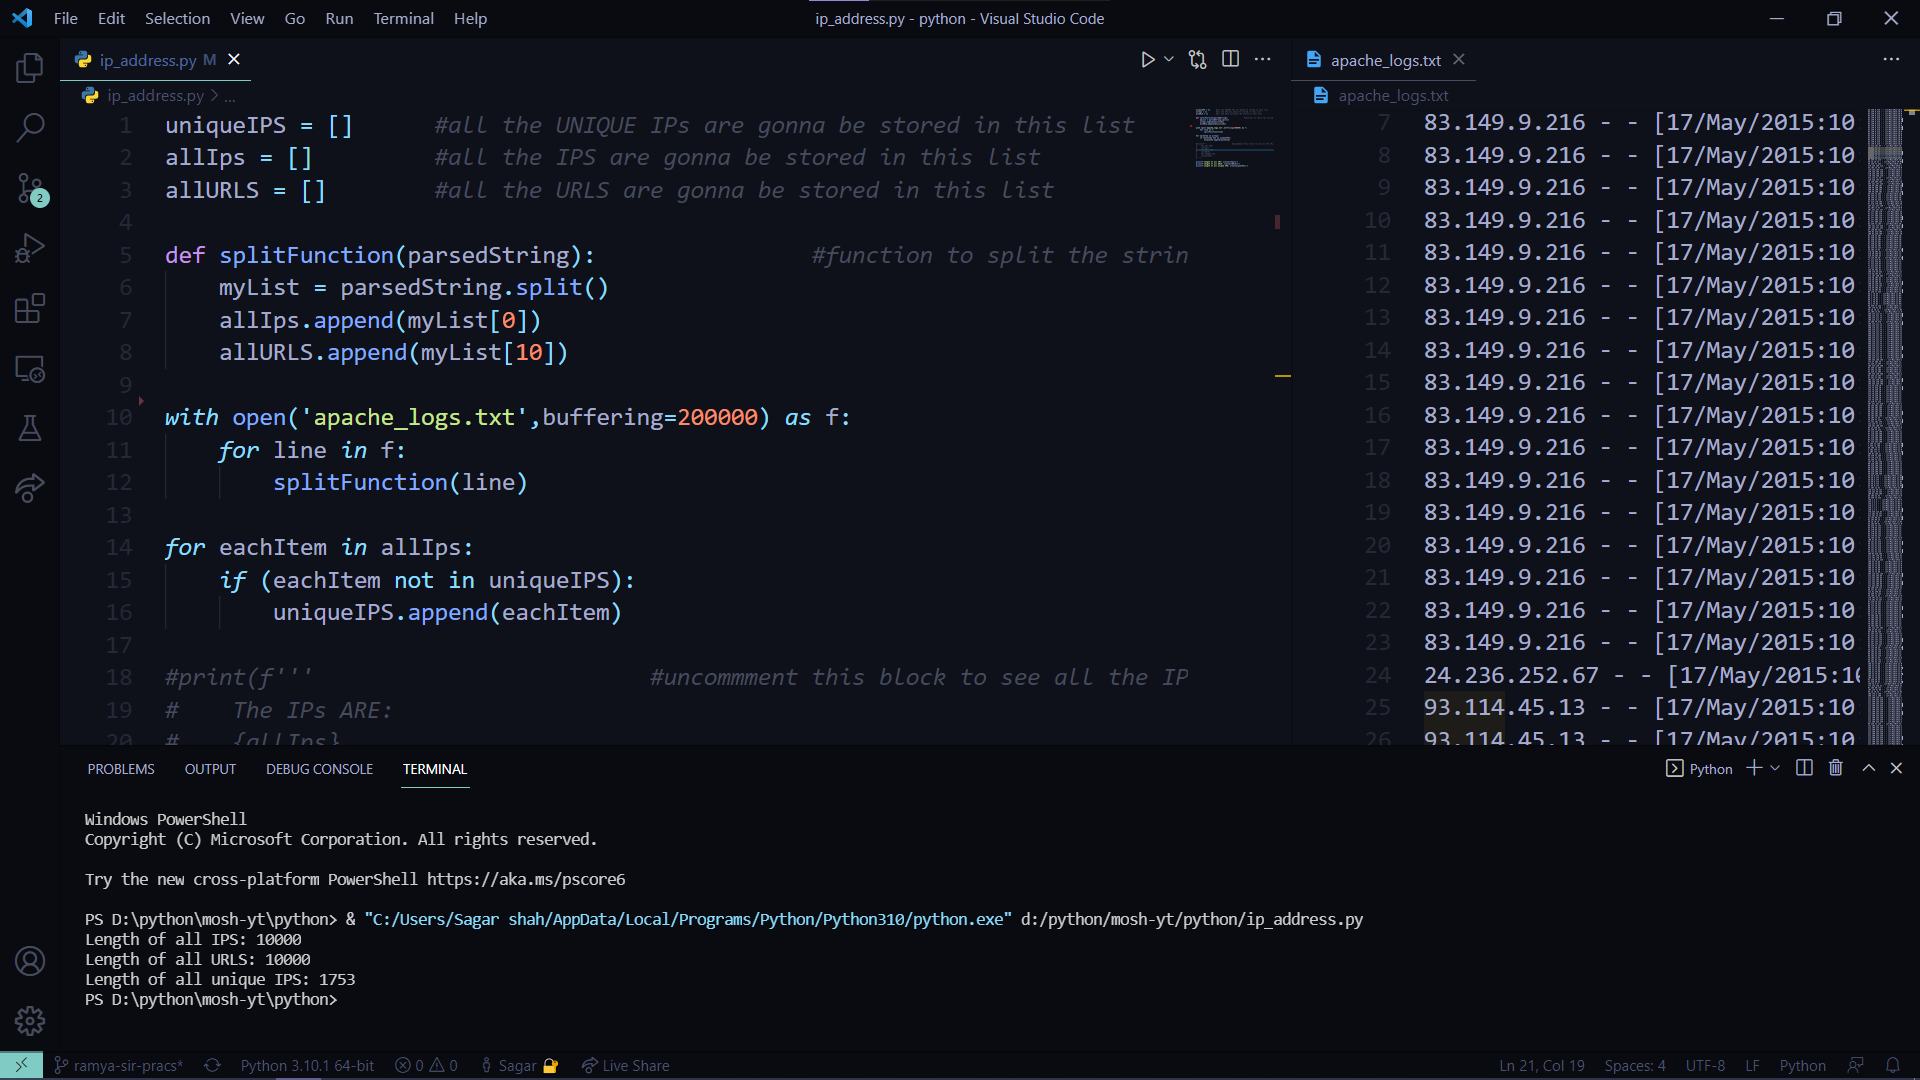 File Edit Selection View Go Run Terminal Help
ip_address.py - python - Visual Studio Code
ip_address.py M
ip_address.py > ...
1 uniqueIPS = [] #all the UNIQUE IPs are gonna be stored in this list
2 allIps = [] #all the IPS are gonna be stored in this list
3 allURLS = [] #all the URLS are gonna be stored in this list
4
5 def splitFunction(parsedString): #function to split the strin
6 myList = parsedString.split()
7 allIps.append(myList[0])
8 allURLS.append(myList[10])
9
10 with open('apache_logs.txt',buffering=200000) as f:
11 for line in f:
12 splitFunction(line)
13
14 for eachItem in allIps:
15 if (eachItem not in uniqueIPS):
16 uniqueIPS.append(eachItem)
17
18 #print(f''' #uncommment this block to see all the IP
19 # The IPs ARE:
20 # {allIps}
apache_logs.txt
apache_logs.txt
7 83.149.9.216 - - [17/May/2015:10
8 83.149.9.216 - - [17/May/2015:10
9 83.149.9.216 - - [17/May/2015:10
10 83.149.9.216 - - [17/May/2015:10
11 83.149.9.216 - - [17/May/2015:10
12 83.149.9.216 - - [17/May/2015:10
13 83.149.9.216 - - [17/May/2015:10
14 83.149.9.216 - - [17/May/2015:10
15 83.149.9.216 - - [17/May/2015:10
16 83.149.9.216 - - [17/May/2015:10
17 83.149.9.216 - - [17/May/2015:10
18 83.149.9.216 - - [17/May/2015:10
19 83.149.9.216 - - [17/May/2015:10
20 83.149.9.216 - - [17/May/2015:10
21 83.149.9.216 - - [17/May/2015:10
22 83.149.9.216 - - [17/May/2015:10
23 83.149.9.216 - - [17/May/2015:10
24 24.236.252.67 - - [17/May/2015:10
25 93.114.45.13 - - [17/May/2015:10
26 93.114.45.13 - - [17/May/2015:10
2
PROBLEMS OUTPUT DEBUG CONSOLE TERMINAL
Python
Windows PowerShell
Copyright (C) Microsoft Corporation. All rights reserved.
Try the new cross-platform PowerShell https://aka.ms/pscore6
PS D:\python\mosh-yt\python> & "C:/Users/Sagar shah/AppData/Local/Programs/Python/Python310/python.exe" d:/python/mosh-yt/python/ip_address.py
Length of all IPS: 10000
Length of all URLS: 10000
Length of all unique IPS: 1753
PS D:\python\mosh-yt\python>
ramya-sir-pracs* Python 3.10.1 64-bit 0 0 Sagar Live Share Ln 21, Col 19 Spaces: 4 UTF-8 LF Python